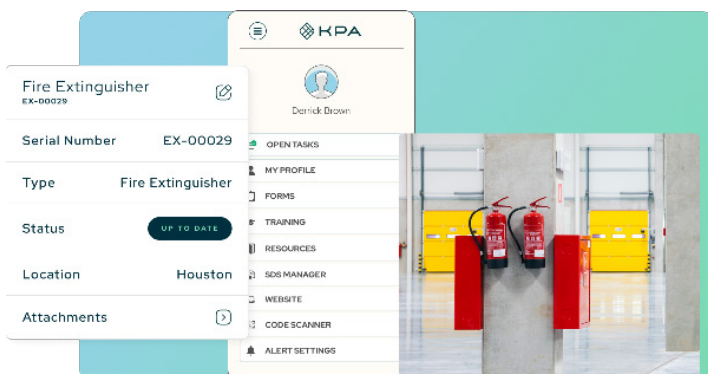 Fire Extinguisher
EX-00029
Serial Number EX-00029
Type Fire Extinguisher
Status UP TO DATE
Location Houston
Attachments
KPA
Derrick Brown
OPEN TASKS
MY PROFILE
FORMS
TRAINING
RESOURCES
SDS MANAGER
WEBSITE
CODE SCANNER
ALERT SETTINGS